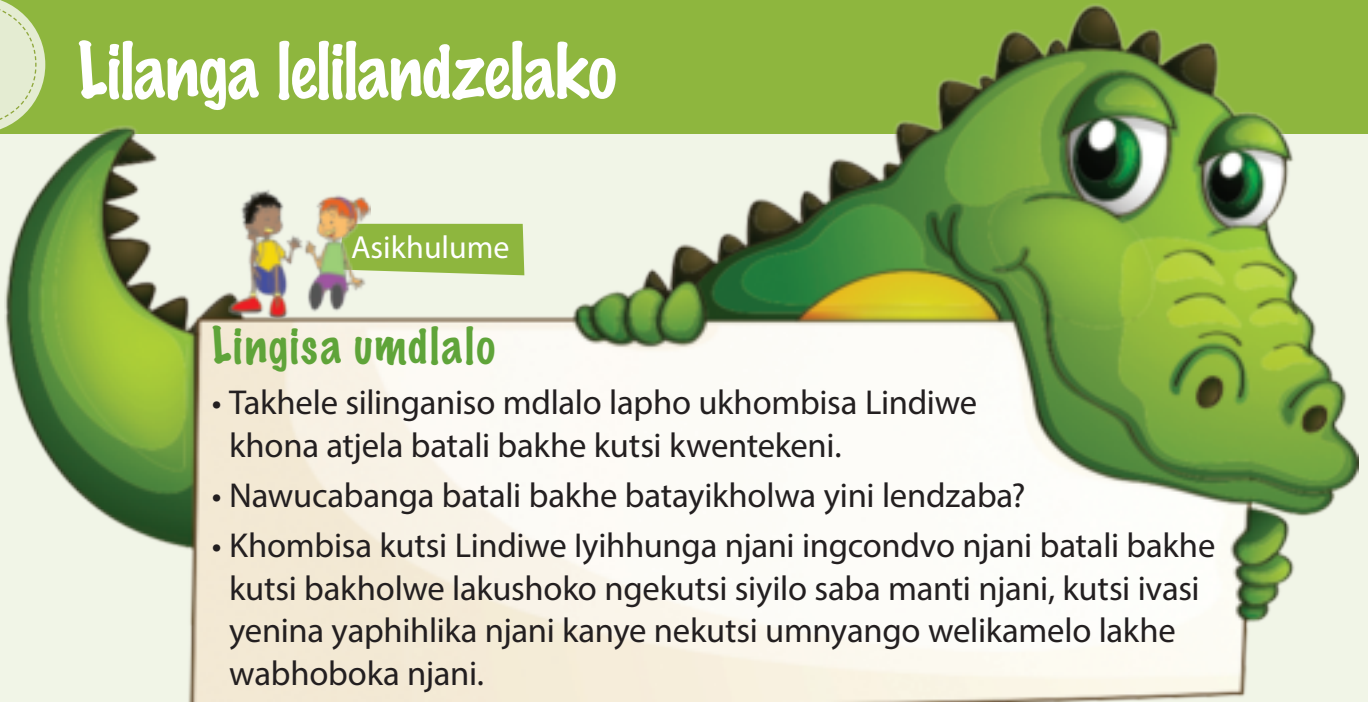 Lilanga lelilandzelako
Asikhulume
Lingisa umdlalo
• Takhele silinganiso mdlalo lapho ukhombisa Lindiwe
khona atjela batali bakhe kutsi kwentekeni.
• Nawucabanga batali bakhe batayikholwa yini lendzaba?
• Khombisa kutsi Lindiwe Iyihhunga njani ingcondvo njani batali bakhe
kutsi bakholwe lakushoko ngekutsi siyilo saba manti njani, kutsi ivasi
yenina yaphihlika njani kanye nekutsi umnyango welikamelo lakhe
wabhoboka njani.